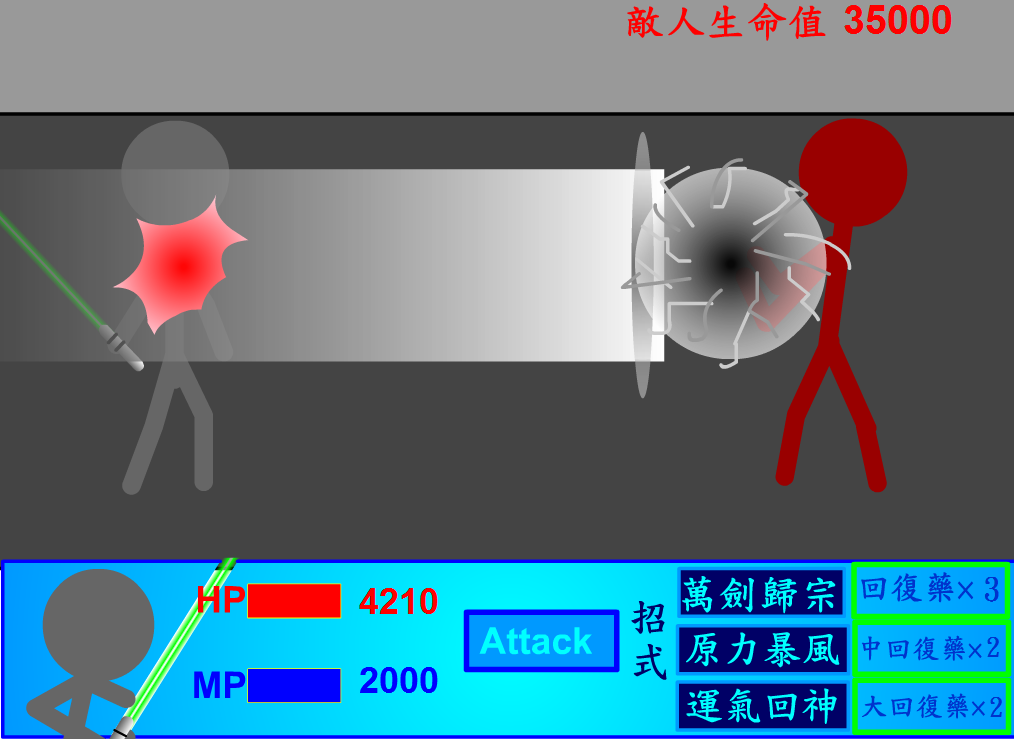 敵人生命值 35000
HP 4210
MP 2000
Attack
招式
萬劍歸宗
原力暴風
運氣回神
回復藥×3
中回復藥×2
大回復藥×2